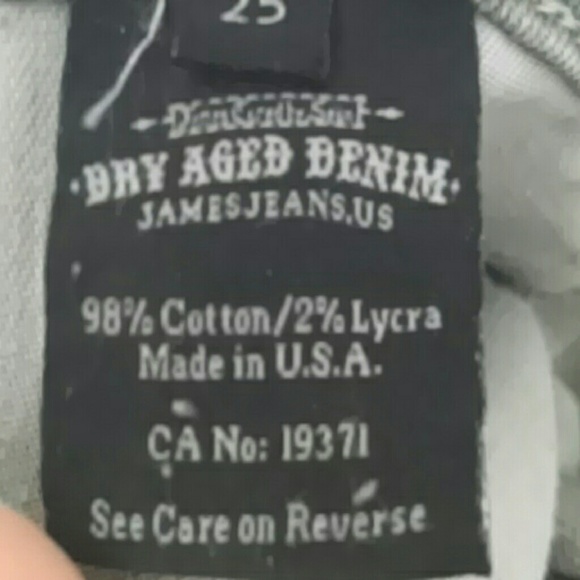 25
·DRY AGED DENIM·
JAMESJEANS.US
98% Cotton/2% Lycra
Made in U.S.A.
CA No: 19371
See Care on Reverse